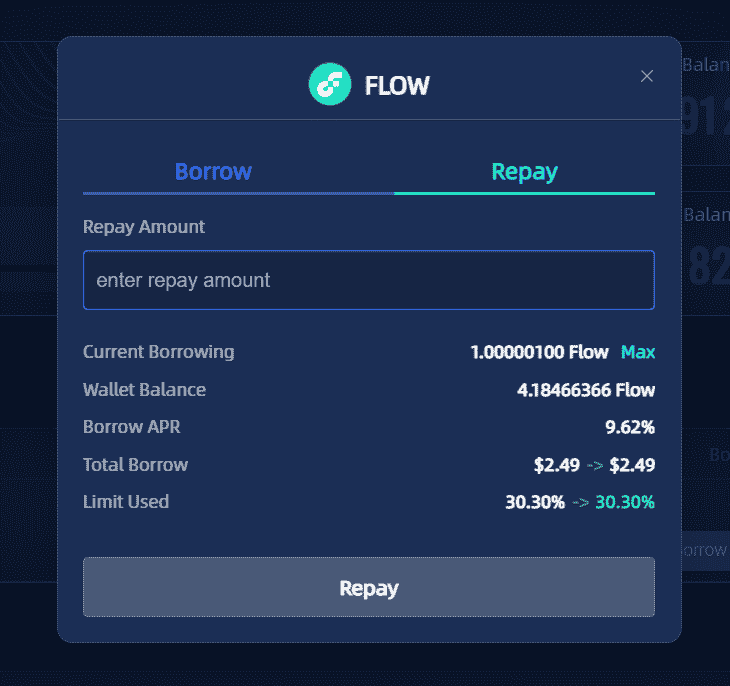 FLOW
Balan
912
Borrow Repay
Repay Amount
Balan
enter repay amount
82
Current Borrowing 1.00000100 Flow Max
Wallet Balance 4.18466366 Flow
Borrow APR 9.62%
Total Borrow $2.49 -> $2.49
Bo
Limit Used 30.30% -> 30.30%
orrow
Repay